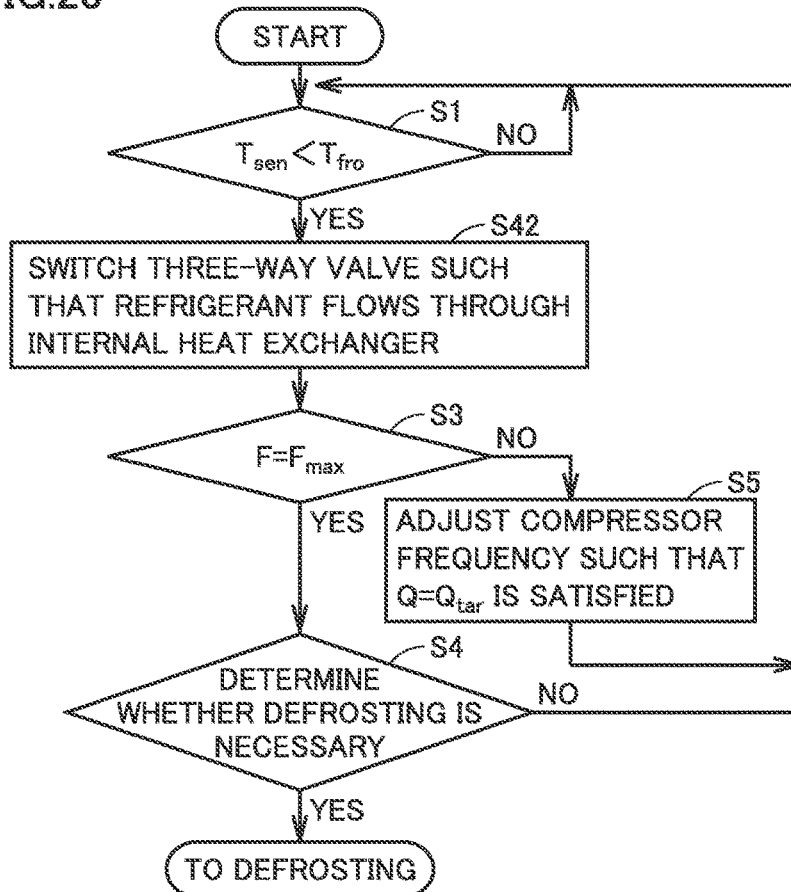 START
S1
T_sen<T_fro
NO
YES
S42
SWITCH THREE-WAY VALVE SUCH
THAT REFRIGERANT FLOWS THROUGH
INTERNAL HEAT EXCHANGER
S3
F=F_max
NO
YES
S5
ADJUST COMPRESSOR
FREQUENCY SUCH THAT
Q=Q_tar IS SATISFIED
S4
DETERMINE
WHETHER DEFROSTING IS
NECESSARY
NO
YES
TO DEFROSTING